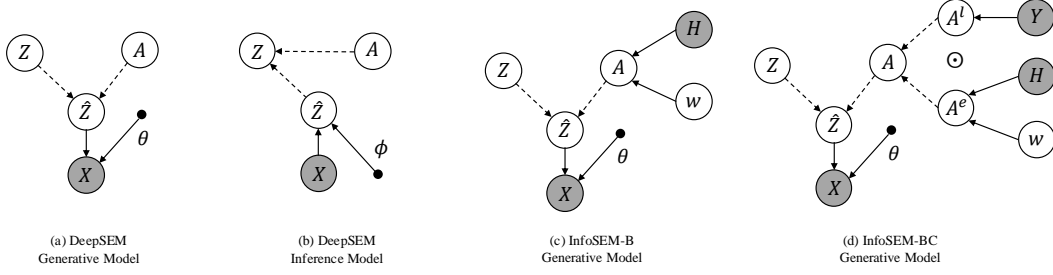 Z
A
Ẑ
θ
X
(a) DeepSEM
Generative Model
Z
A
Ẑ
ϕ
X
(b) DeepSEM
Inference Model
H
Z
A
w
Ẑ
θ
X
(c) InfoSEM-B
Generative Model
A^l
Y
Z
A
⊙
H
A^e
w
Ẑ
θ
X
(d) InfoSEM-BC
Generative Model